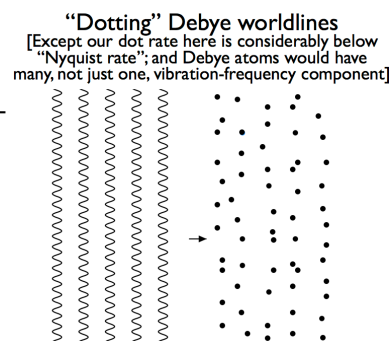 “Dotting” Debye worldlines
[Except our dot rate here is considerably below
“Nyquist rate”; and Debye atoms would have
many, not just one, vibration-frequency component]